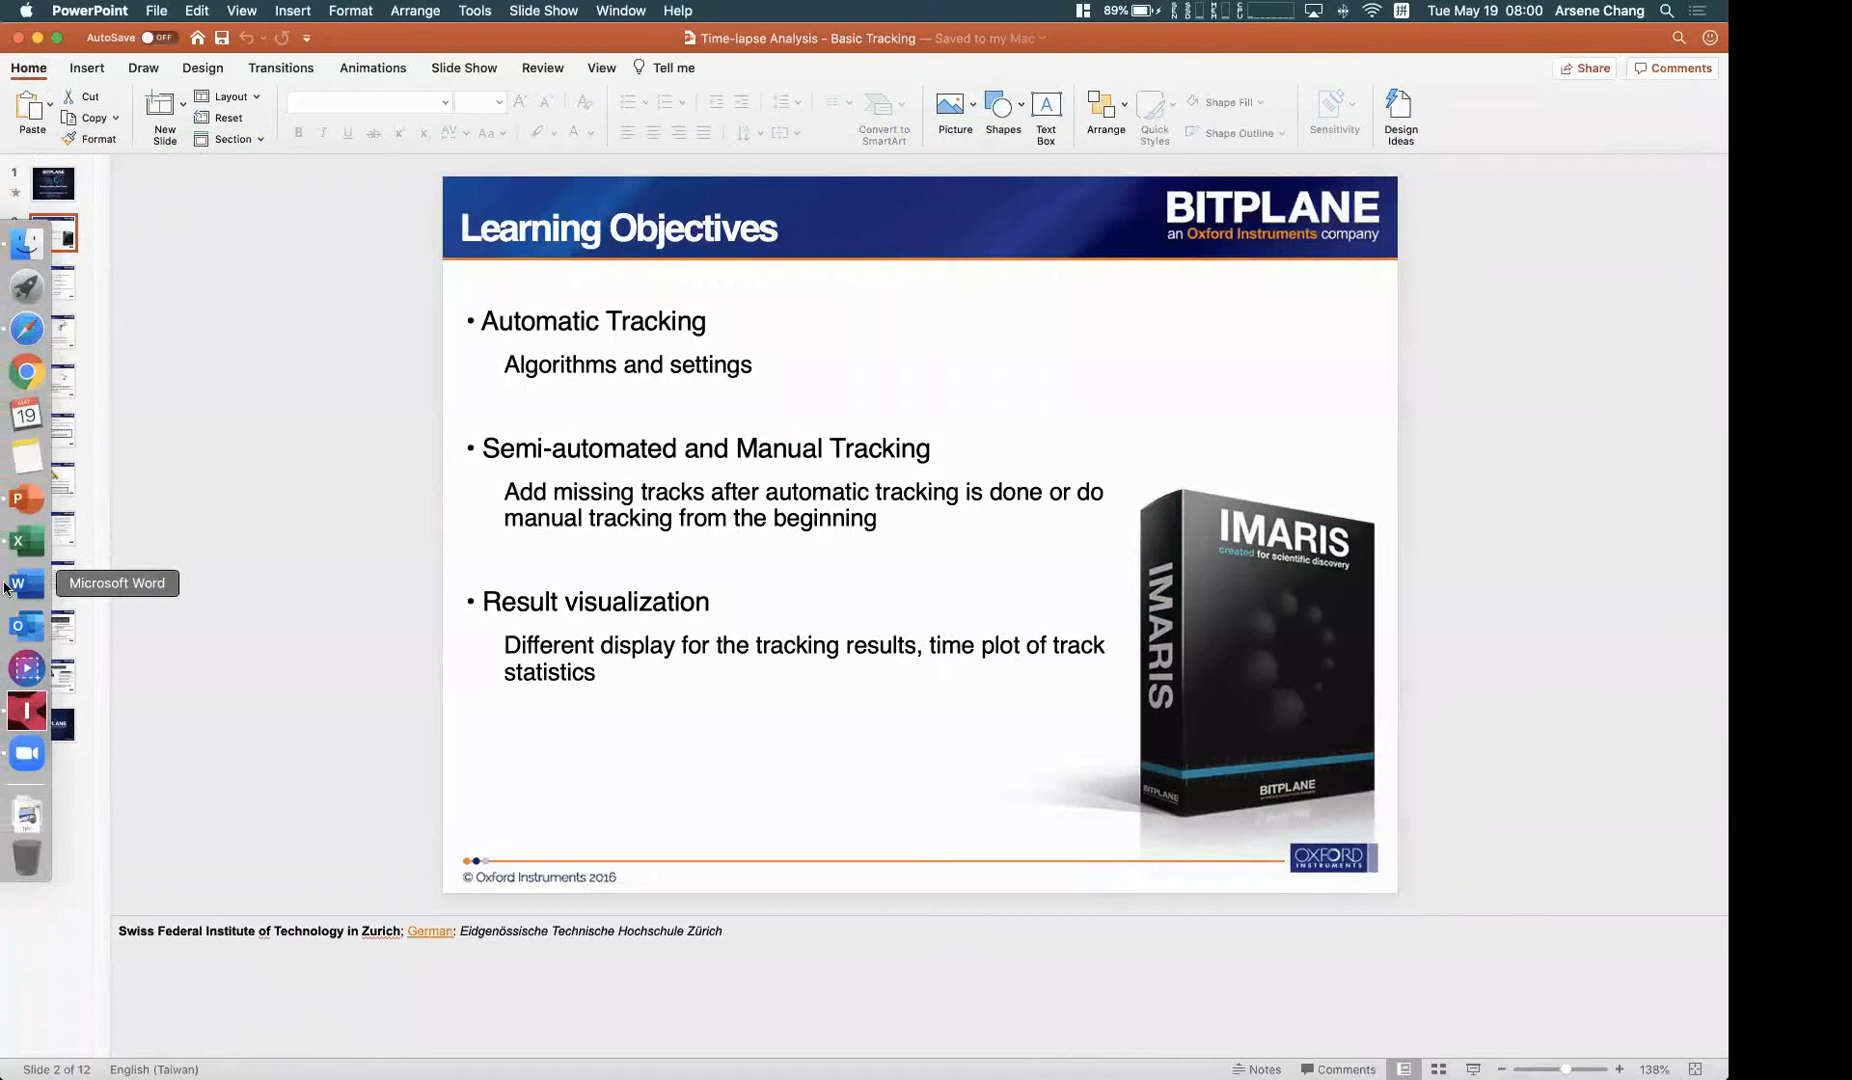 PowerPoint File Edit View Insert Format Arrange Tools Slide Show Window Help 89% Tue May 19 08:00 Arsene Chang
AutoSave OFF Time-lapse Analysis - Basic Tracking — Saved to my Mac
Home Insert Draw Design Transitions Animations Slide Show Review View Tell me Share Comments
Paste Cut Copy Format
New Slide Layout Reset Section
Convert to SmartArt
Picture Shapes Text Box Arrange Quick Styles Shape Fill Shape Outline Sensitivity Design Ideas
1
Learning Objectives
BITPLANE
an Oxford Instruments company
• Automatic Tracking
Algorithms and settings
• Semi-automated and Manual Tracking
Add missing tracks after automatic tracking is done or do
manual tracking from the beginning
• Result visualization
Different display for the tracking results, time plot of track
statistics
IMARIS
created for scientific discovery
IMARIS
BITPLANE
BITPLANE
OXFORD
INSTRUMENTS
© Oxford Instruments 2016
MAY
19
Microsoft Word
Swiss Federal Institute of Technology in Zurich; German: Eidgenössische Technische Hochschule Zürich
Slide 2 of 12 English (Taiwan) Notes Comments 138%